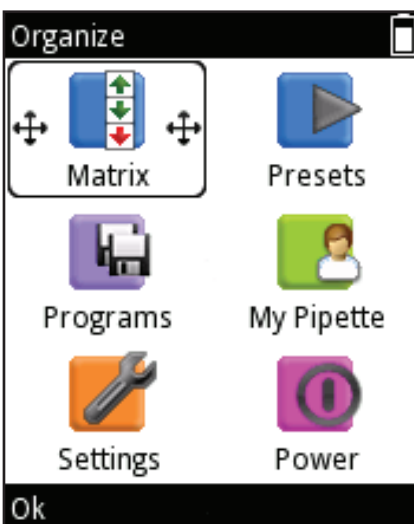 Organize
Matrix
Presets
Programs
My Pipette
Settings
Power
Ok